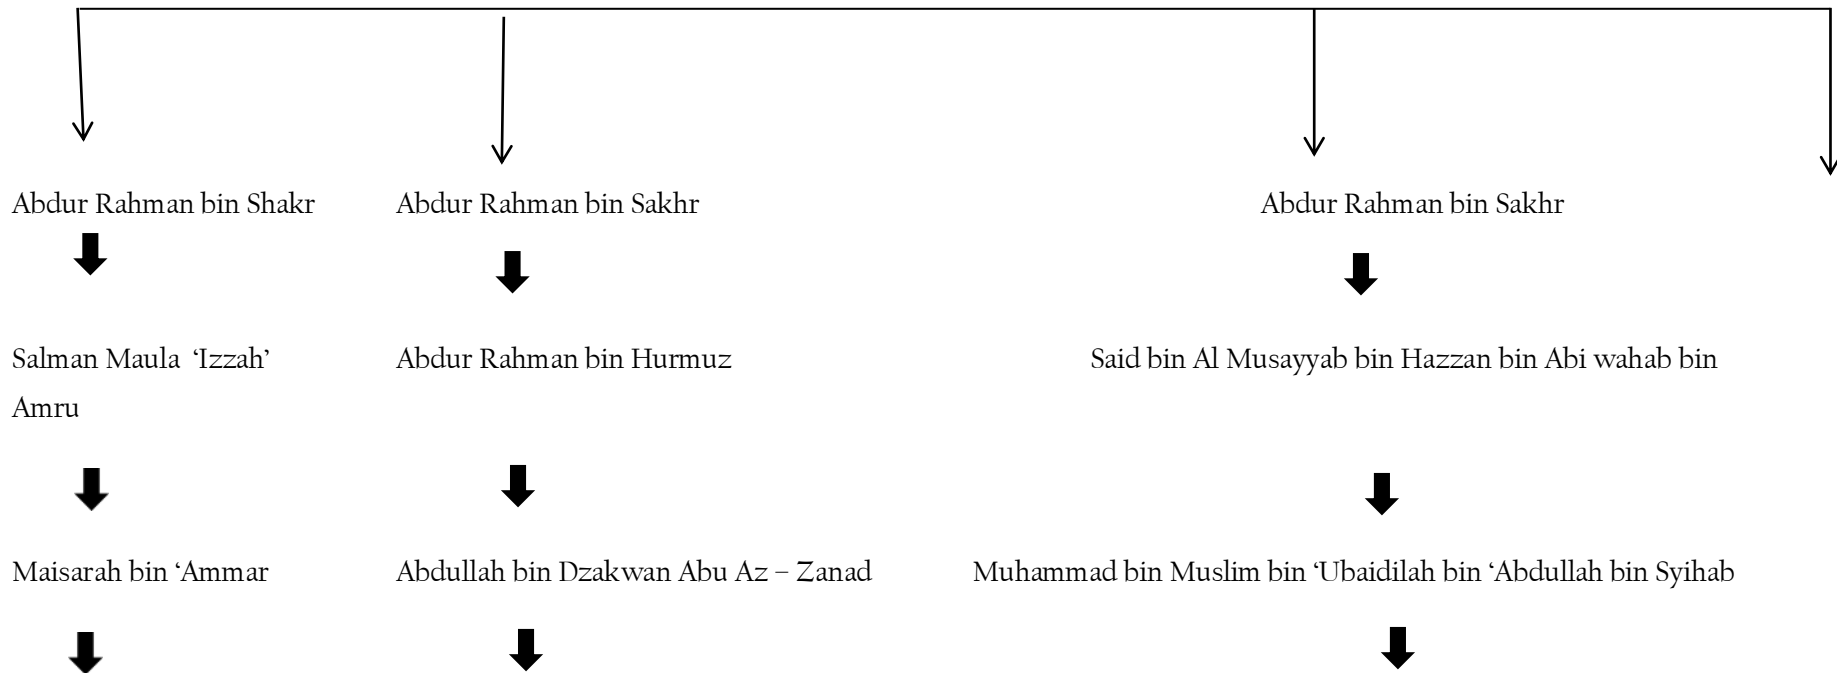 Abdur Rahman bin Shakr
Abdur Rahman bin Sakhr
Abdur Rahman bin Sakhr
Salman Maula ‘Izzah’
Amru
Abdur Rahman bin Hurmuz
Said bin Al Musayyab bin Hazzan bin Abi wahab bin
Maisarah bin ‘Ammar
Abdullah bin Dzakwan Abu Az – Zanad
Muhammad bin Muslim bin ‘Ubaidilah bin ‘Abdullah bin Syihab